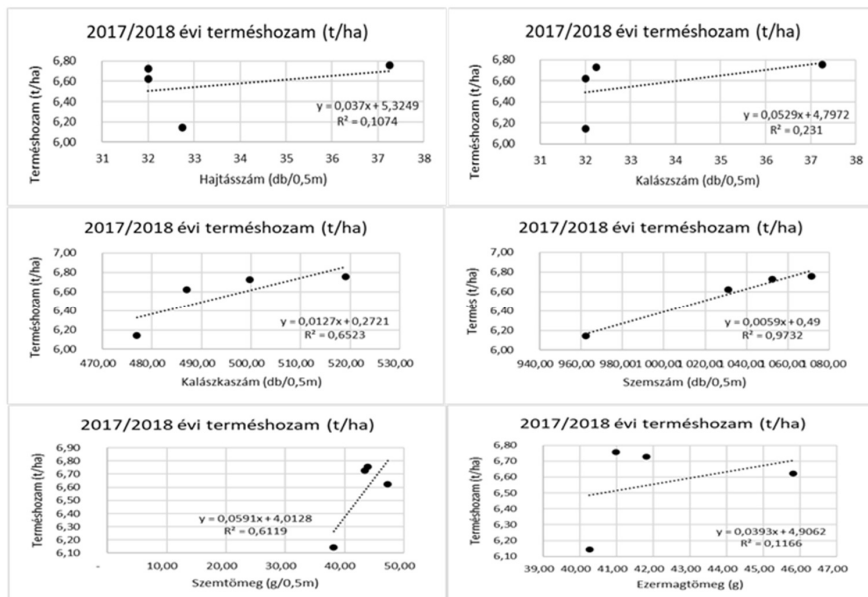 2017/2018 évi terméshozam (t/ha)
Terméshozam (t/ha)
6,80
6,60
6,40
6,20
6,00
y = 0,037x + 5,3249
R² = 0,1074
31 32 33 34 35 36 37 38
Hajtásszám (db/0,5m)
2017/2018 évi terméshozam (t/ha)
Terméshozam (t/ha)
6,80
6,60
6,40
6,20
6,00
y = 0,0529x + 4,7972
R² = 0,231
31 32 33 34 35 36 37 38
Kalászszám (db/0,5m)
2017/2018 évi terméshozam (t/ha)
Terméshozam (t/ha)
7,00
6,80
6,60
6,40
6,20
6,00
y = 0,0127x + 0,2721
R² = 0,6523
470,00 480,00 490,00 500,00 510,00 520,00 530,00
Kalászkaszám (db/0,5m)
2017/2018 évi terméshozam (t/ha)
Termés (t/ha)
7,00
6,80
6,60
6,40
6,20
6,00
y = 0,0059x + 0,49
R² = 0,9732
940,00 960,00 980,00 1 000,00 1 020,00 1 040,00 1 060,00 1 080,00
Szemszám (db/0,5m)
2017/2018 évi terméshozam (t/ha)
Terméshozam (t/ha)
6,90
6,80
6,70
6,60
6,50
6,40
6,30
6,20
6,10
y = 0,0591x + 4,0128
R² = 0,6119
- 10,00 20,00 30,00 40,00 50,00
Szemtömeg (g/0,5m)
2017/2018 évi terméshozam (t/ha)
Terméshozam (t/ha)
6,80
6,70
6,60
6,50
6,40
6,30
6,20
6,10
y = 0,0393x + 4,9062
R² = 0,1166
39,00 40,00 41,00 42,00 43,00 44,00 45,00 46,00 47,00
Ezermagtömeg (g)